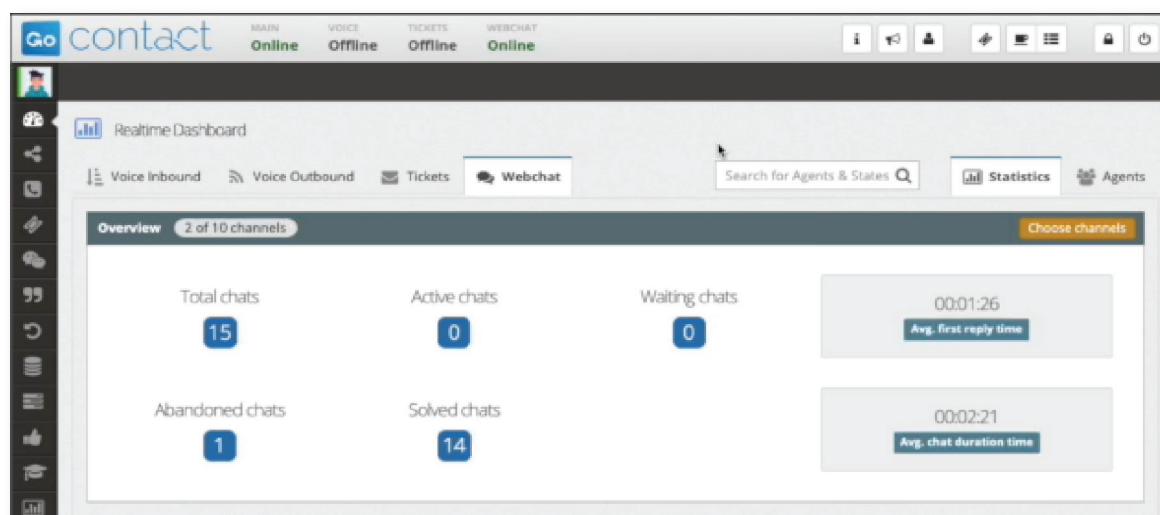 Go contact
MAIN VOICE TICKETS WEBCHAT
Online Offline Offline Online
Realtime Dashboard
Voice Inbound Voice Outbound Tickets Webchat Search for Agents & States Statistics Agents
Overview 2 of 10 channels Choose channels
Total chats Active chats Waiting chats 00:01:26
15 0 0 Avg. first reply time
Abandoned chats Solved chats 00:02:21
1 14 Avg. chat duration time